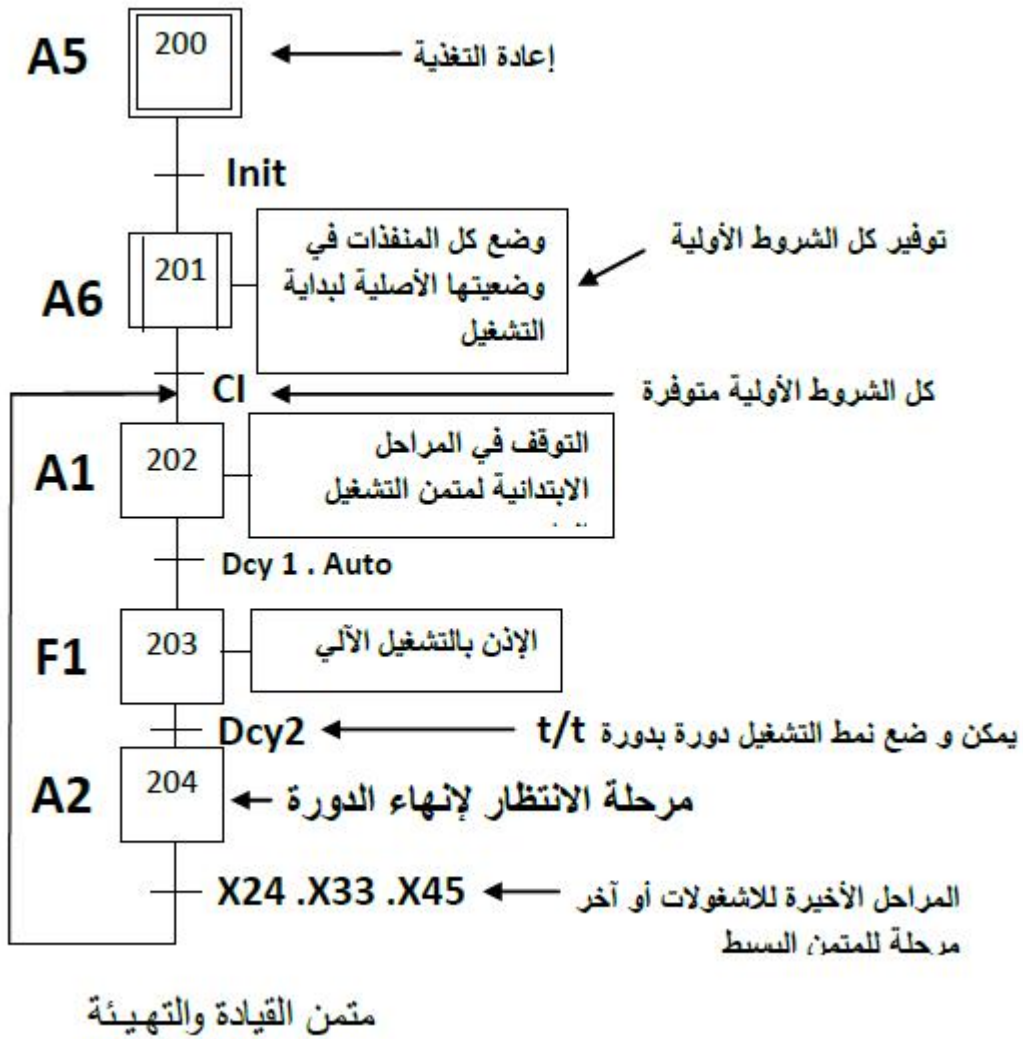 A5
200
إعادة التغذية
Init
A6
201
وضع كل المنفذات في
وضعيتها الأصلية لبداية
التشغيل
توفير كل الشروط الأولية
CI
كل الشروط الأولية متوفرة
A1
202
التوقف في المراحل
الابتدائية لمتمن التشغيل
Dcy 1 . Auto
F1
203
الإذن بالتشغيل الآلي
Dcy2
يمكن و ضع نمط التشغيل دورة بدورة t/t
A2
204
مرحلة الانتظار لإنهاء الدورة
X24 .X33 .X45
المراحل الأخيرة للاشغولات أو آخر
مرحلة للمتمن البسيط
متمن القيادة والتهيئة